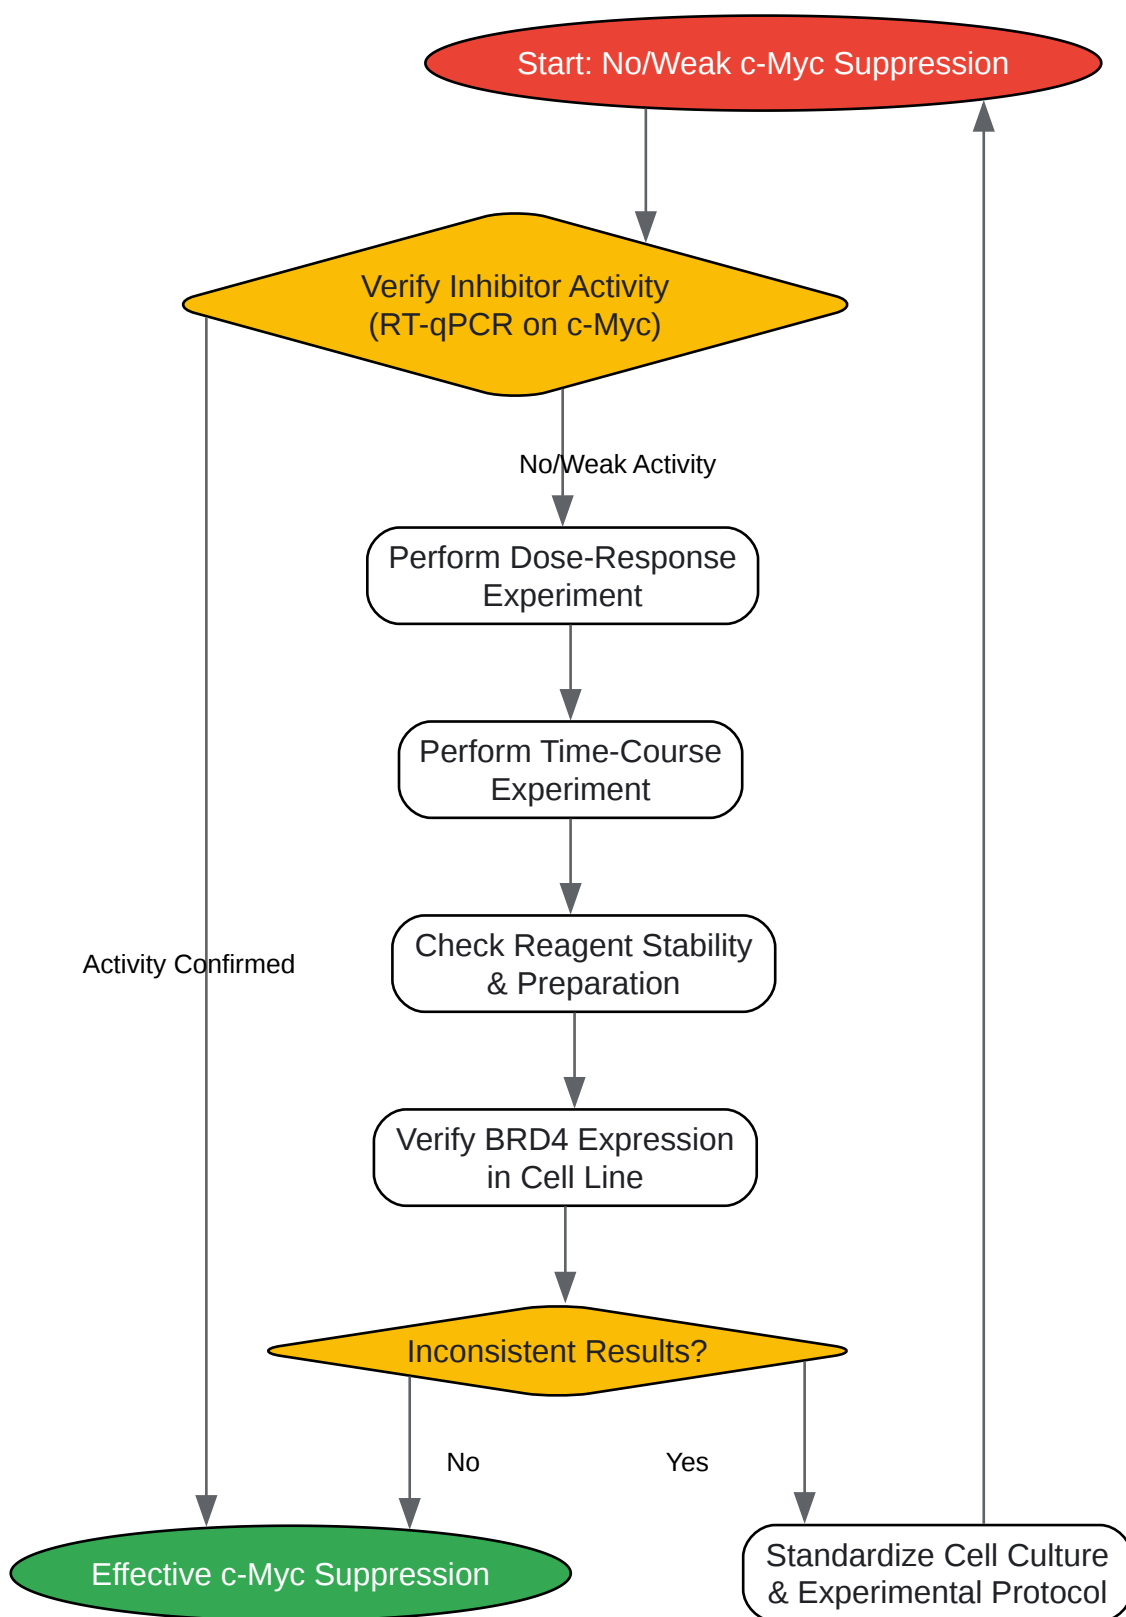 Start: No/Weak c-Myc Suppression
Verify Inhibitor Activity
(RT-qPCR on c-Myc)
No/Weak Activity
Perform Dose-Response
Experiment
Perform Time-Course
Experiment
Check Reagent Stability
& Preparation
Activity Confirmed
Verify BRD4 Expression
in Cell Line
Inconsistent Results?
No
Yes
Effective c-Myc Suppression
Standardize Cell Culture
& Experimental Protocol